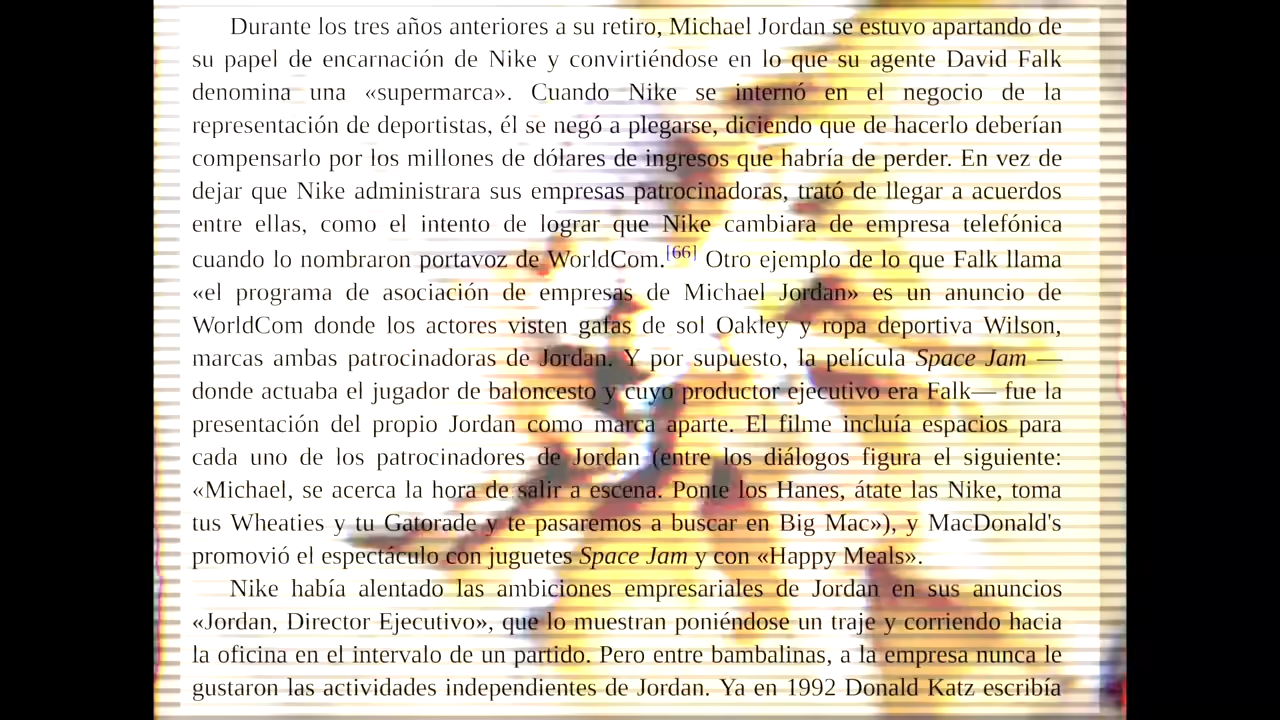 Durante los tres años anteriores a su retiro, Michael Jordan se estuvo apartando de
su papel de encarnación de Nike y convirtiéndose en lo que su agente David Falk
denomina una «supermarca». Cuando Nike se internó en el negocio de la
representación de deportistas, él se negó a plegarse, diciendo que de hacerlo deberían
compensarlo por los millones de dólares de ingresos que habría de perder. En vez de
dejar que Nike administrara sus empresas patrocinadoras, trató de llegar a acuerdos
entre ellas, como el intento de lograr que Nike cambiara de empresa telefónica
cuando lo nombraron portavoz de WorldCom.[66] Otro ejemplo de lo que Falk llama
«el programa de asociación de empresas de Michael Jordan» es un anuncio de
WorldCom donde los actores visten gafas de sol Oakley y ropa deportiva Wilson,
marcas ambas patrocinadoras de Jordan. Y por supuesto, la película Space Jam —
donde actuaba el jugador de baloncesto y cuyo productor ejecutivo era Falk— fue la
presentación del propio Jordan como marca aparte. El filme incluía espacios para
cada uno de los patrocinadores de Jordan (entre los diálogos figura el siguiente:
«Michael, se acerca la hora de salir a escena. Ponte los Hanes, átate las Nike, toma
tus Wheaties y tu Gatorade y te pasaremos a buscar en Big Mac»), y MacDonald's
promovió el espectáculo con juguetes Space Jam y con «Happy Meals».
Nike había alentado las ambiciones empresariales de Jordan en sus anuncios
«Jordan, Director Ejecutivo», que lo muestran poniéndose un traje y corriendo hacia
la oficina en el intervalo de un partido. Pero entre bambalinas, a la empresa nunca le
gustaron las actividades independientes de Jordan. Ya en 1992 Donald Katz escribía